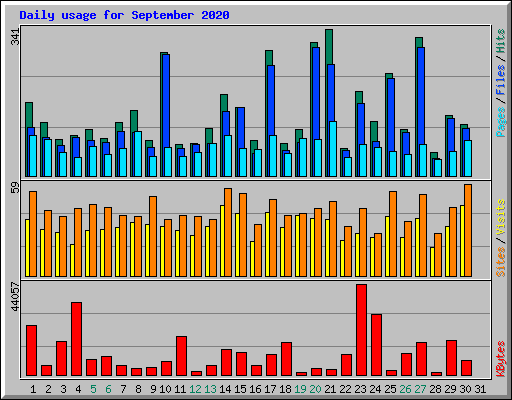 Daily usage for September 2020
341
Pages / Files / Hits
59
Sites / Visits
44057
KBytes
1 2 3 4 5 6 7 8 9 10 11 12 13 14 15 16 17 18 19 20 21 22 23 24 25 26 27 28 29 30 31